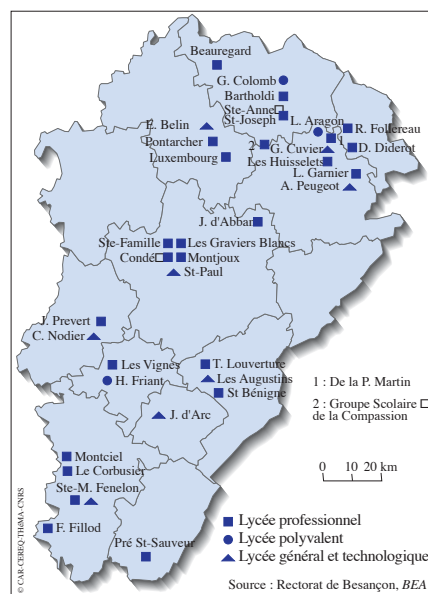 Beauregard
G. Colomb
Bartholdi
Ste-Anne
St-Joseph
L. Aragon
R. Follereau
E. Belin
2
G. Cuvier
1
D. Diderot
Pontarcher
Luxembourg
Les Huisselets
L. Garnier
A. Peugeot
J. d'Abban
Ste-Famille
Les Graviers Blancs
Condé
Montjoux
St-Paul
J. Prevert
C. Nodier
Les Vignes
T. Louverture
H. Friant
Les Augustins
St Bénigne
1 : De la P. Martin
2 : Groupe Scolaire
de la Compassion
J. d'Arc
Montciel
Le Corbusier
Ste-M. Fenelon
0 10 20 km
F. Fillod
Pré St-Sauveur
Lycée professionnel
Lycée polyvalent
Lycée général et technologique
Source : Rectorat de Besançon, BEA
© CAR-CEREQ-THéMA-CNRS